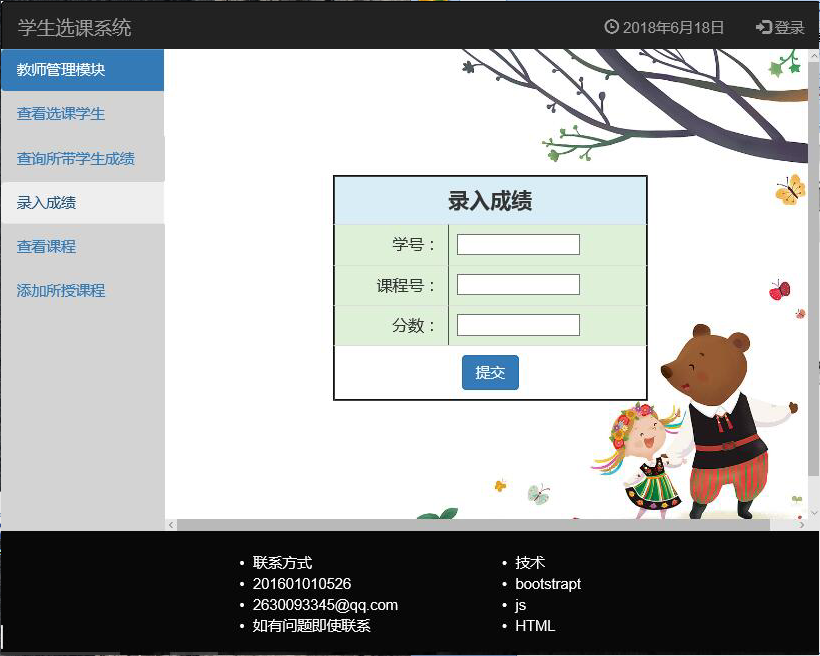 学生选课系统
2018年6月18日 登录
教师管理模块
查看选课学生
查询所带学生成绩
录入成绩
查看课程
添加所授课程
录入成绩
学号：
课程号：
分数：
提交
联系方式
201601010526
2630093345@qq.com
如有问题即使联系
技术
bootstrapt
js
HTML